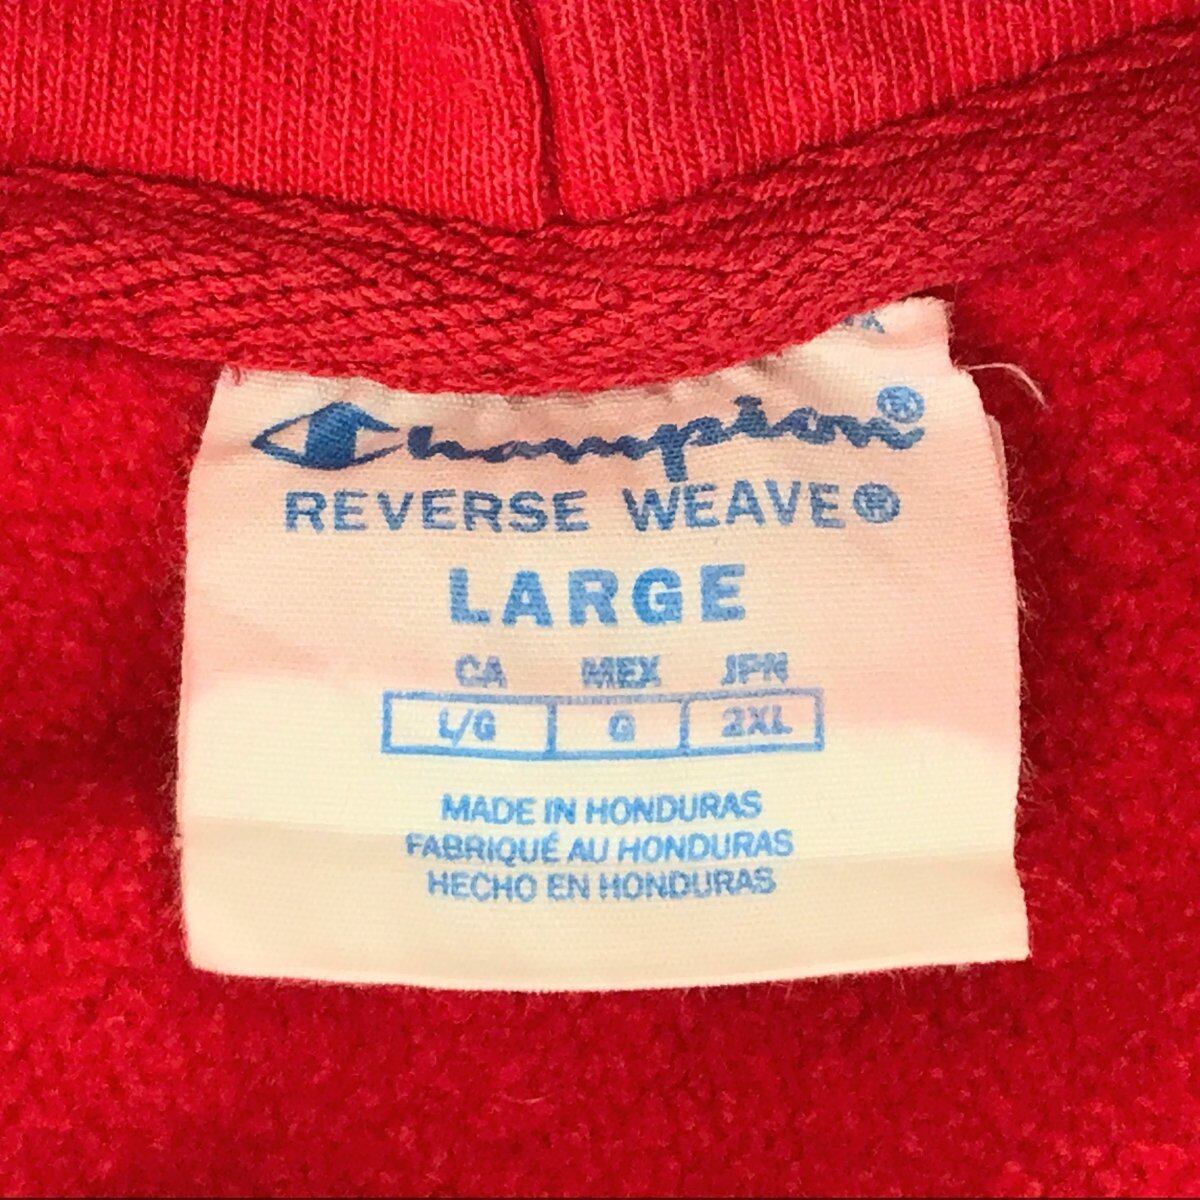 Champion®
REVERSE WEAVE®
LARGE
CA MEX JPN
L/G G 2XL
MADE IN HONDURAS
FABRIQUÉ AU HONDURAS
HECHO EN HONDURAS